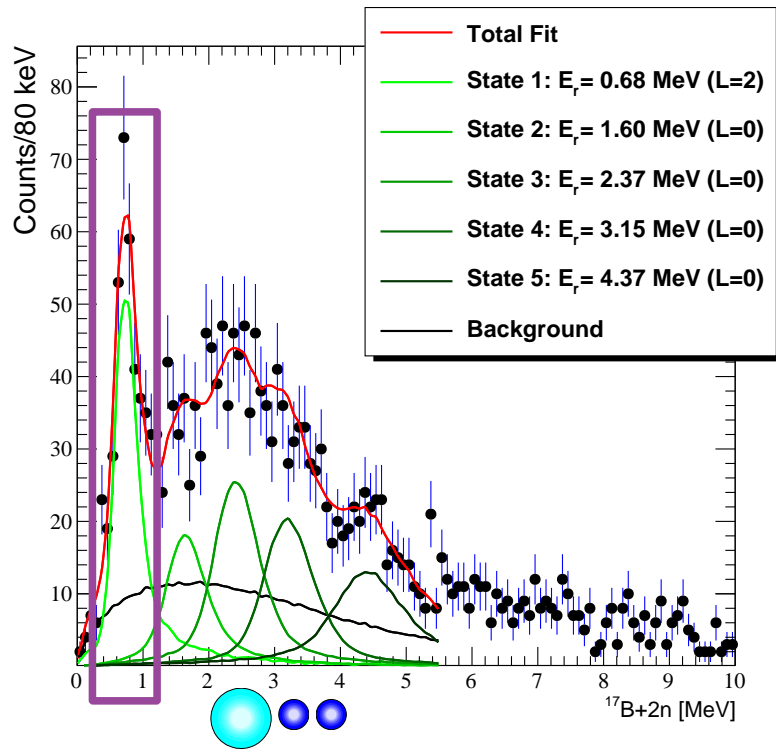 Total Fit
State 1: Er= 0.68 MeV (L=2)
State 2: Er= 1.60 MeV (L=0)
State 3: Er= 2.37 MeV (L=0)
State 4: Er= 3.15 MeV (L=0)
State 5: Er= 4.37 MeV (L=0)
Background
Counts/80 keV
80
70
60
50
40
30
20
10
0 1 2 3 4 5 6 7 8 9 10
17B+2n [MeV]